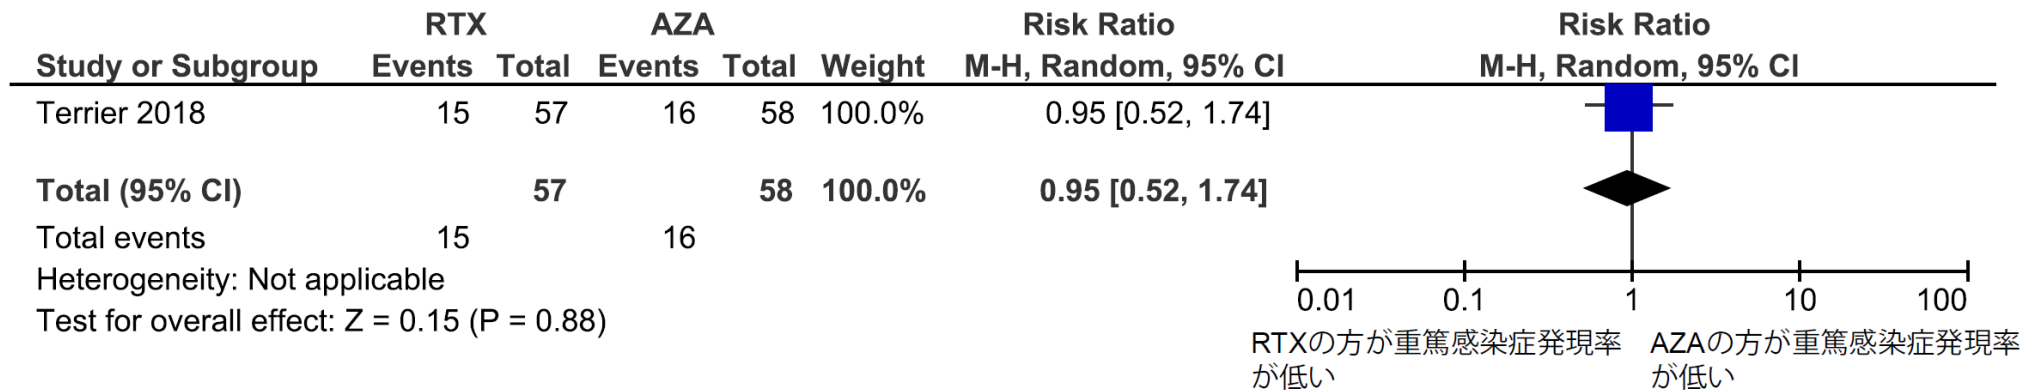 RTX AZA Risk Ratio Risk Ratio
Study or Subgroup Events Total Events Total Weight M-H, Random, 95% CI M-H, Random, 95% CI
Terrier 2018 15 57 16 58 100.0% 0.95 [0.52, 1.74]
Total (95% CI) 57 58 100.0% 0.95 [0.52, 1.74]
Total events 15 16
Heterogeneity: Not applicable
Test for overall effect: Z = 0.15 (P = 0.88)
0.01 0.1 1 10 100
RTXの方が重篤感染症発現率
が低い
AZAの方が重篤感染症発現率
が低い